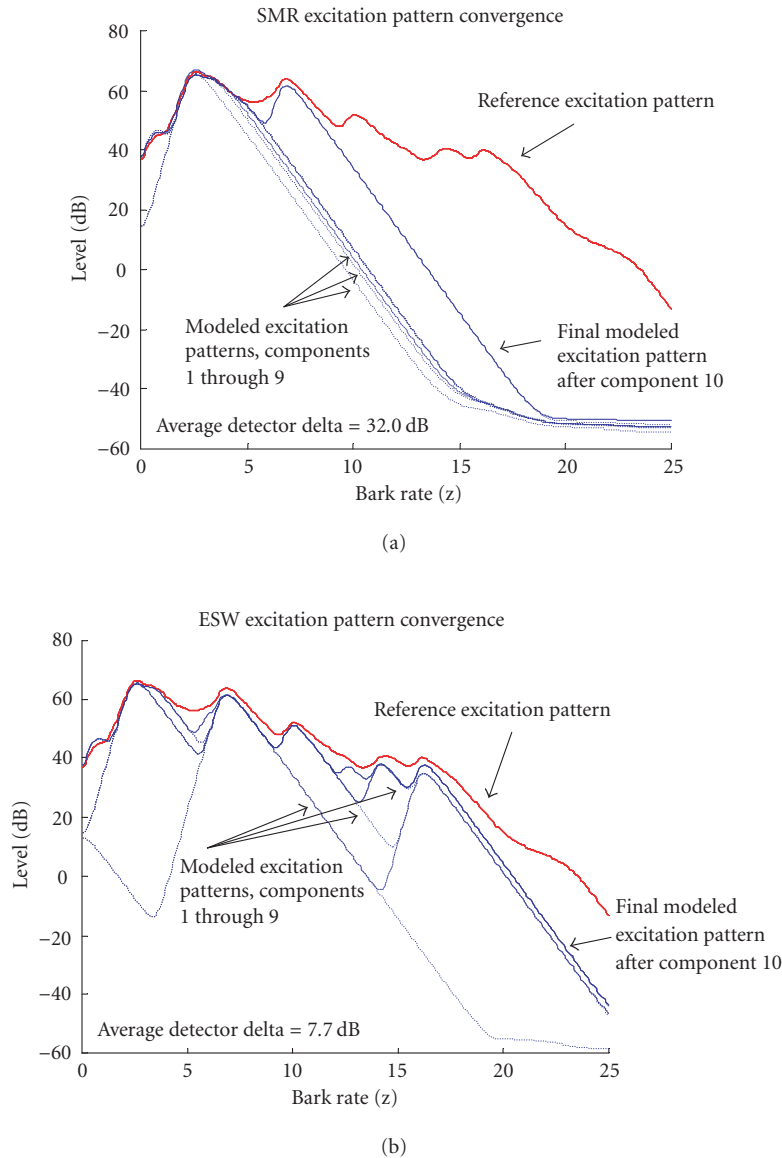 SMR excitation pattern convergence
80
60
40
20
0
−20
−40
−60
Level (dB)
Reference excitation pattern
Modeled excitation
patterns, components
1 through 9
Final modeled
excitation pattern
after component 10
Average detector delta = 32.0 dB
0 5 10 15 20 25
Bark rate (z)
(a)
ESW excitation pattern convergence
80
60
40
20
0
−20
−40
−60
Level (dB)
Reference excitation pattern
Modeled excitation
patterns, components
1 through 9
Final modeled
excitation pattern
after component 10
Average detector delta = 7.7 dB
0 5 10 15 20 25
Bark rate (z)
(b)